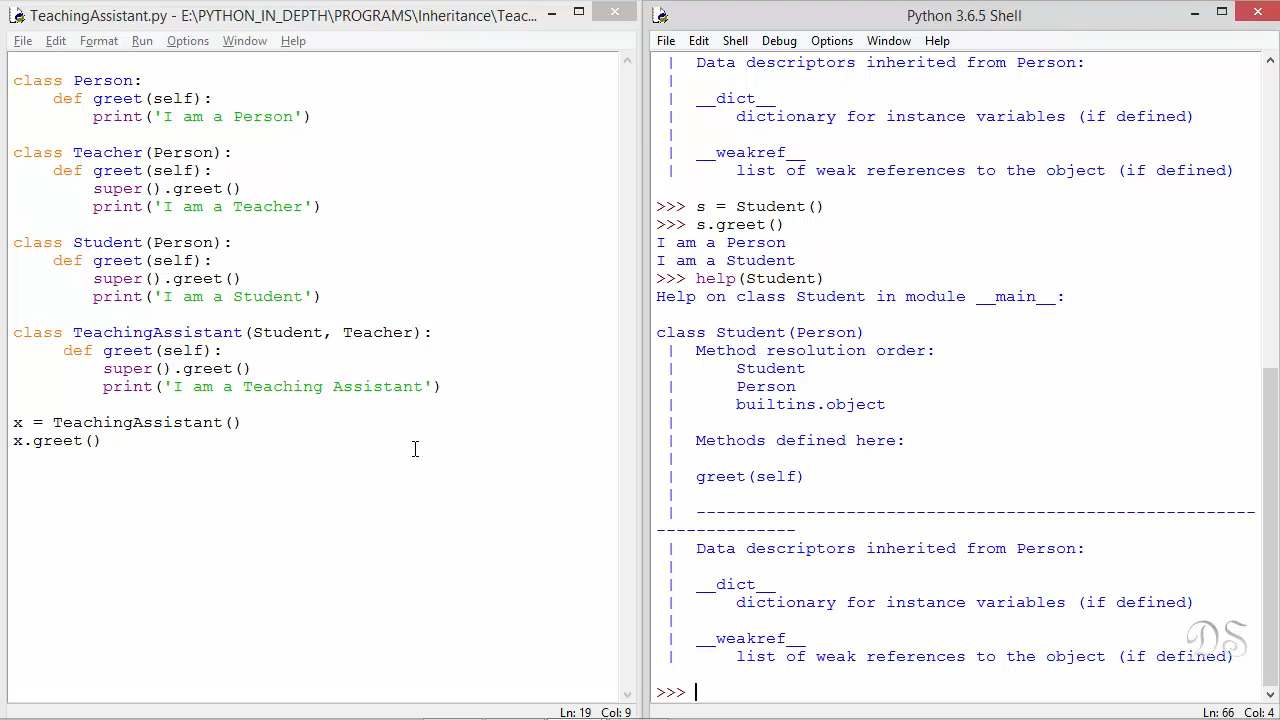 TeachingAssistant.py - E:\PYTHON_IN_DEPTH\PROGRAMS\Inheritance\Teac...
File Edit Format Run Options Window Help
class Person:
    def greet(self):
        print('I am a Person')
class Teacher(Person):
    def greet(self):
        super().greet()
        print('I am a Teacher')
class Student(Person):
    def greet(self):
        super().greet()
        print('I am a Student')
class TeachingAssistant(Student, Teacher):
     def greet(self):
         super().greet()
         print('I am a Teaching Assistant')
x = TeachingAssistant()
x.greet()
Ln: 19 Col: 9
Python 3.6.5 Shell
File Edit Shell Debug Options Window Help
 |  Data descriptors inherited from Person:
 |
 |  __dict__
 |      dictionary for instance variables (if defined)
 |
 |  __weakref__
 |      list of weak references to the object (if defined)
>>> s = Student()
>>> s.greet()
I am a Person
I am a Student
>>> help(Student)
Help on class Student in module __main__:
class Student(Person)
 |  Method resolution order:
 |      Student
 |      Person
 |      builtins.object
 |
 |  Methods defined here:
 |
 |  greet(self)
 |
 |  --------------------------------------------------------
--------------
 |  Data descriptors inherited from Person:
 |
 |  __dict__
 |      dictionary for instance variables (if defined)
 |
 |  __weakref__
 |      list of weak references to the object (if defined)
>>>
DS
Ln: 66 Col: 4